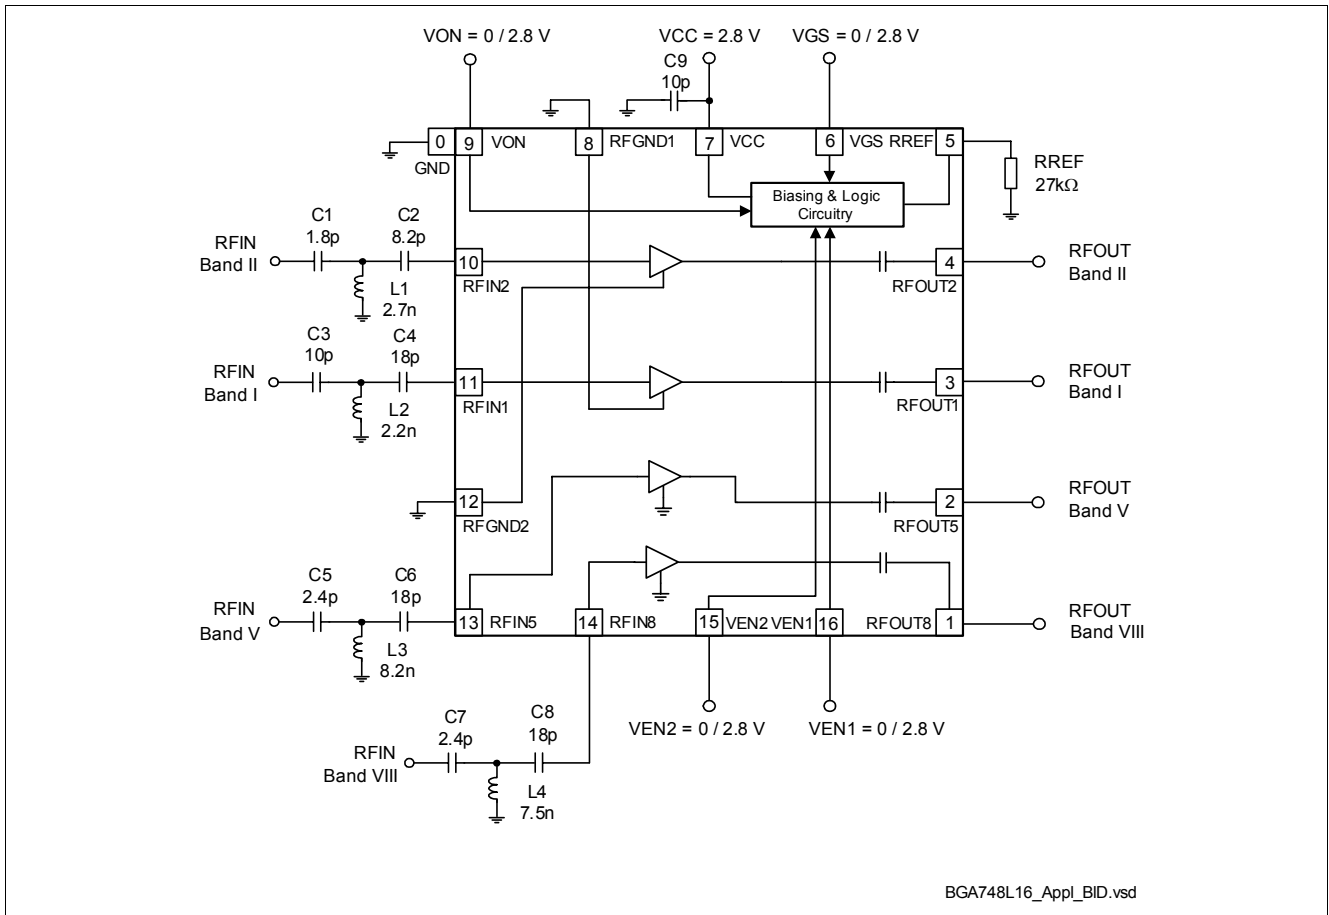 VON = 0 / 2.8 V
VCC = 2.8 V
VGS = 0 / 2.8 V
C9
10p
0
GND
9
VON
8
RFGND1
7
VCC
6
VGS
RREF
5
RREF
27kΩ
Biasing & Logic
Circuitry
RFIN
Band II
C1
1.8p
C2
8.2p
L1
2.7n
10
RFIN2
4
RFOUT2
RFOUT
Band II
RFIN
Band I
C3
10p
C4
18p
L2
2.2n
11
RFIN1
3
RFOUT1
RFOUT
Band I
12
RFGND2
2
RFOUT5
RFOUT
Band V
RFIN
Band V
C5
2.4p
C6
18p
L3
8.2n
13
RFIN5
14
RFIN8
15
VEN2
VEN1
16
RFOUT8
1
RFOUT
Band VIII
VEN2 = 0 / 2.8 V
VEN1 = 0 / 2.8 V
RFIN
Band VIII
C7
2.4p
C8
18p
L4
7.5n
BGA748L16_Appl_BID.vsd